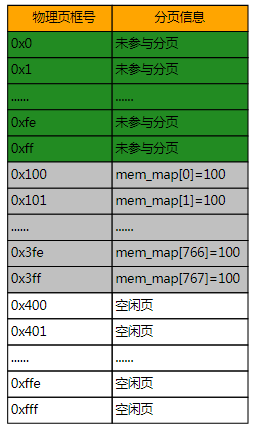 物理页框号 分页信息
0x0 未参与分页
0x1 未参与分页
...... ......
0xfe 未参与分页
0xff 未参与分页
0x100 mem_map[0]=100
0x101 mem_map[1]=100
...... ......
0x3fe mem_map[766]=100
0x3ff mem_map[767]=100
0x400 空闲页
0x401 空闲页
...... ......
0xffe 空闲页
0xfff 空闲页